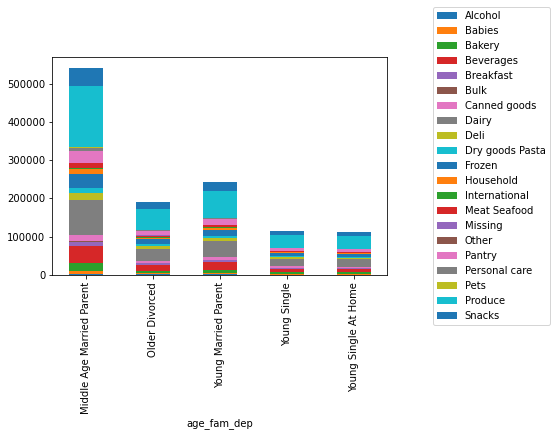 500000
400000
300000
200000
100000
0
Middle Age Married Parent
Older Divorced
Young Married Parent
Young Single
Young Single At Home
age_fam_dep
Alcohol
Babies
Bakery
Beverages
Breakfast
Bulk
Canned goods
Dairy
Deli
Dry goods Pasta
Frozen
Household
International
Meat Seafood
Missing
Other
Pantry
Personal care
Pets
Produce
Snacks